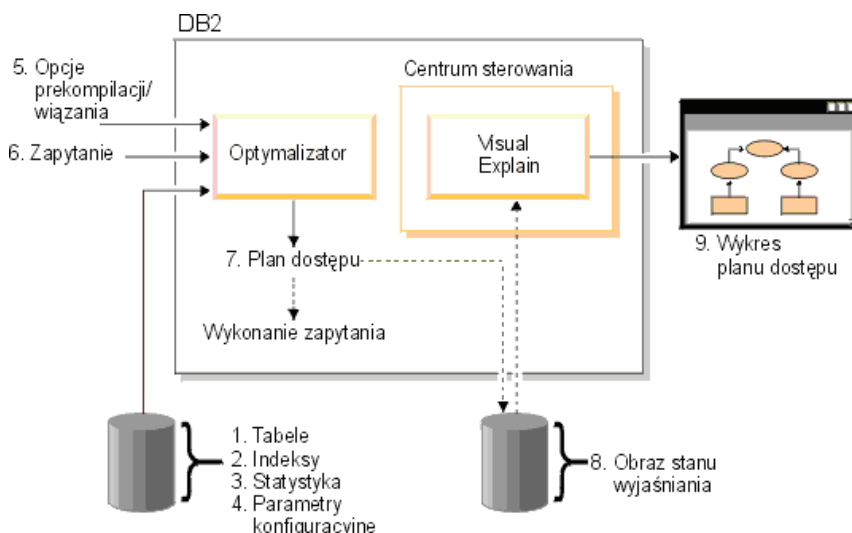 DB2
5. Opcje
prekompilacji/
wiązania
6. Zapytanie
Centrum sterowania
Optymalizator
Visual
Explain
7. Plan dostępu
Wykonanie zapytania
9. Wykres
planu dostępu
1. Tabele
2. Indeksy
3. Statystyka
4. Parametry
konfiguracyjne
8. Obraz stanu
wyjaśniania